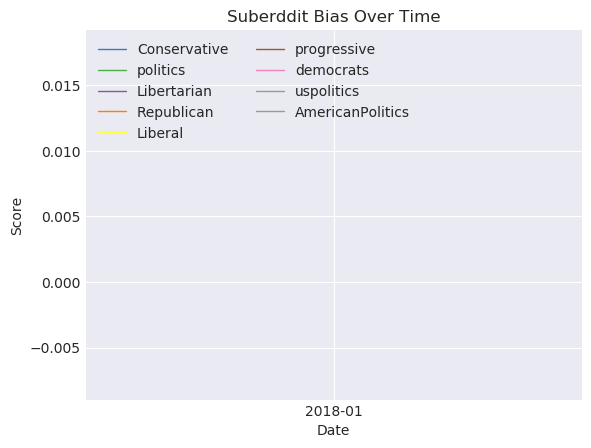 Suberddit Bias Over Time
Conservative
politics
Libertarian
Republican
Liberal
progressive
democrats
uspolitics
AmericanPolitics
0.015
0.010
0.005
0.000
−0.005
Score
2018-01
Date